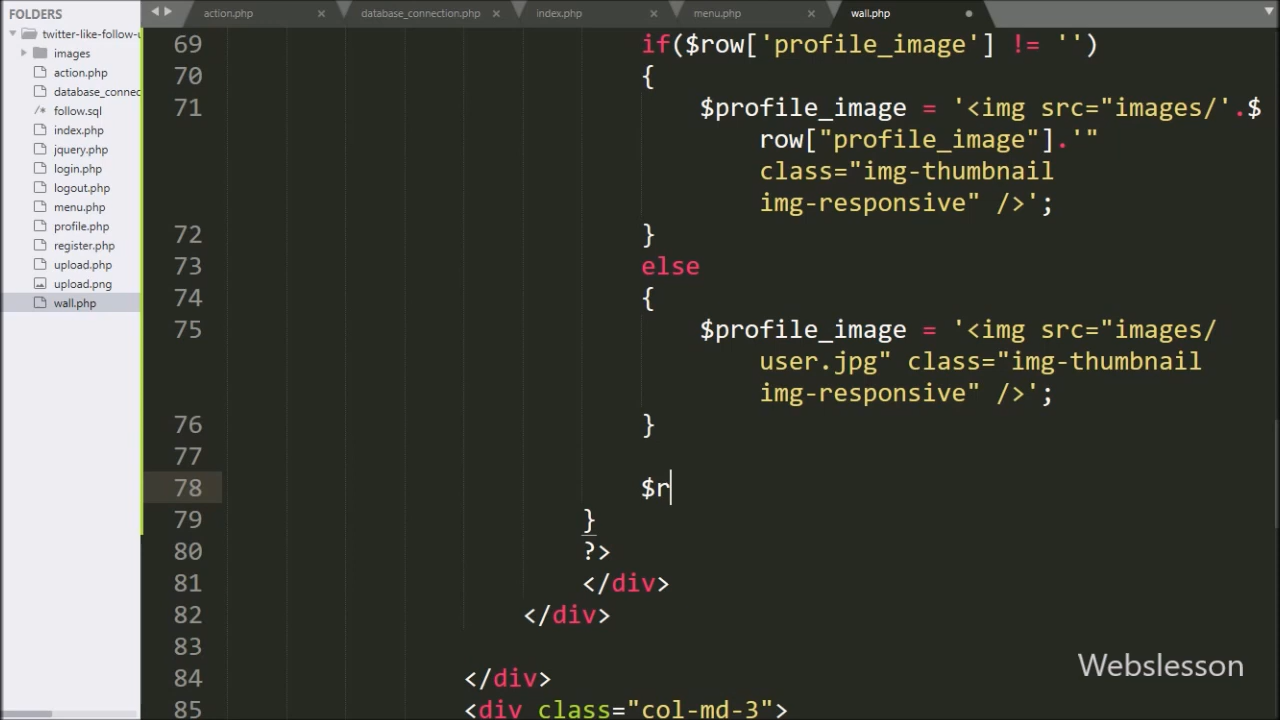 FOLDERS
twitter-like-follow-u
images
action.php
database_connec
follow.sql
index.php
jquery.php
login.php
logout.php
menu.php
profile.php
register.php
upload.php
upload.png
wall.php
action.php × database_connection.php × index.php × menu.php × wall.php
69 if($row['profile_image'] != '')
70 {
71 $profile_image = '<img src="images/'.$
row["profile_image"].'"
class="img-thumbnail
img-responsive" />';
72 }
73 else
74 {
75 $profile_image = '<img src="images/
user.jpg" class="img-thumbnail
img-responsive" />';
76 }
77
78 $r
79 }
80 ?>
81 </div>
82 </div>
83
84 </div>
85 <div class="col-md-3">
Webslesson